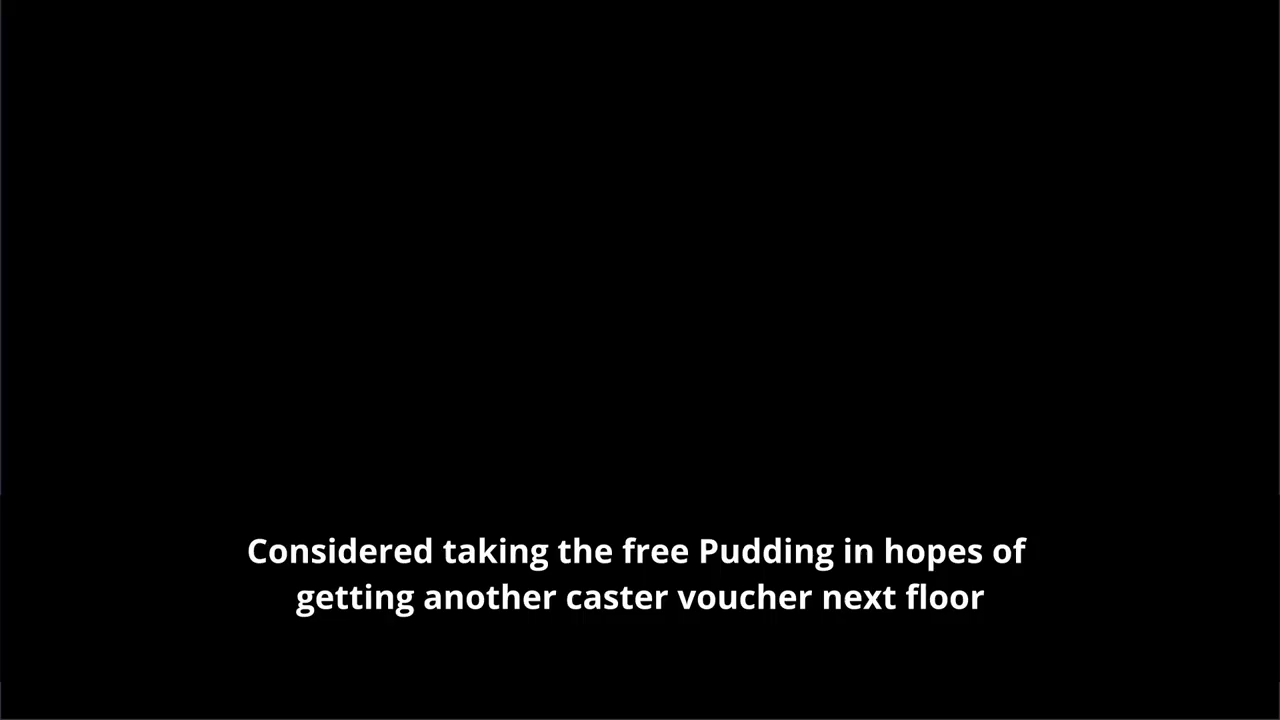 Considered taking the free Pudding in hopes of
getting another caster voucher next floor